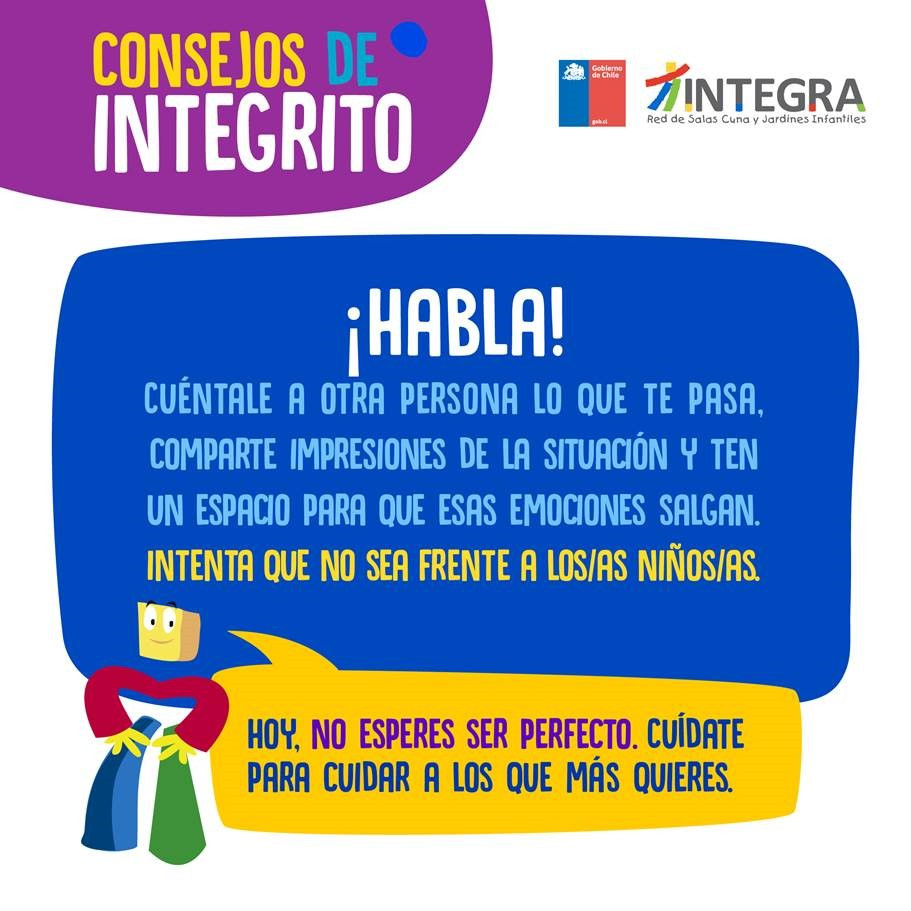 CONSEJOS DE
INTEGRITO
Gobierno
de Chile
gob.cl
INTEGRA
Red de Salas Cuna y Jardines Infantiles
¡HABLA!
CUÉNTALE A OTRA PERSONA LO QUE TE PASA,
COMPARTE IMPRESIONES DE LA SITUACIÓN Y TEN
UN ESPACIO PARA QUE ESAS EMOCIONES SALGAN.
INTENTA QUE NO SEA FRENTE A LOS/AS NIÑOS/AS.
HOY, NO ESPERES SER PERFECTO. CUÍDATE
PARA CUIDAR A LOS QUE MÁS QUIERES.